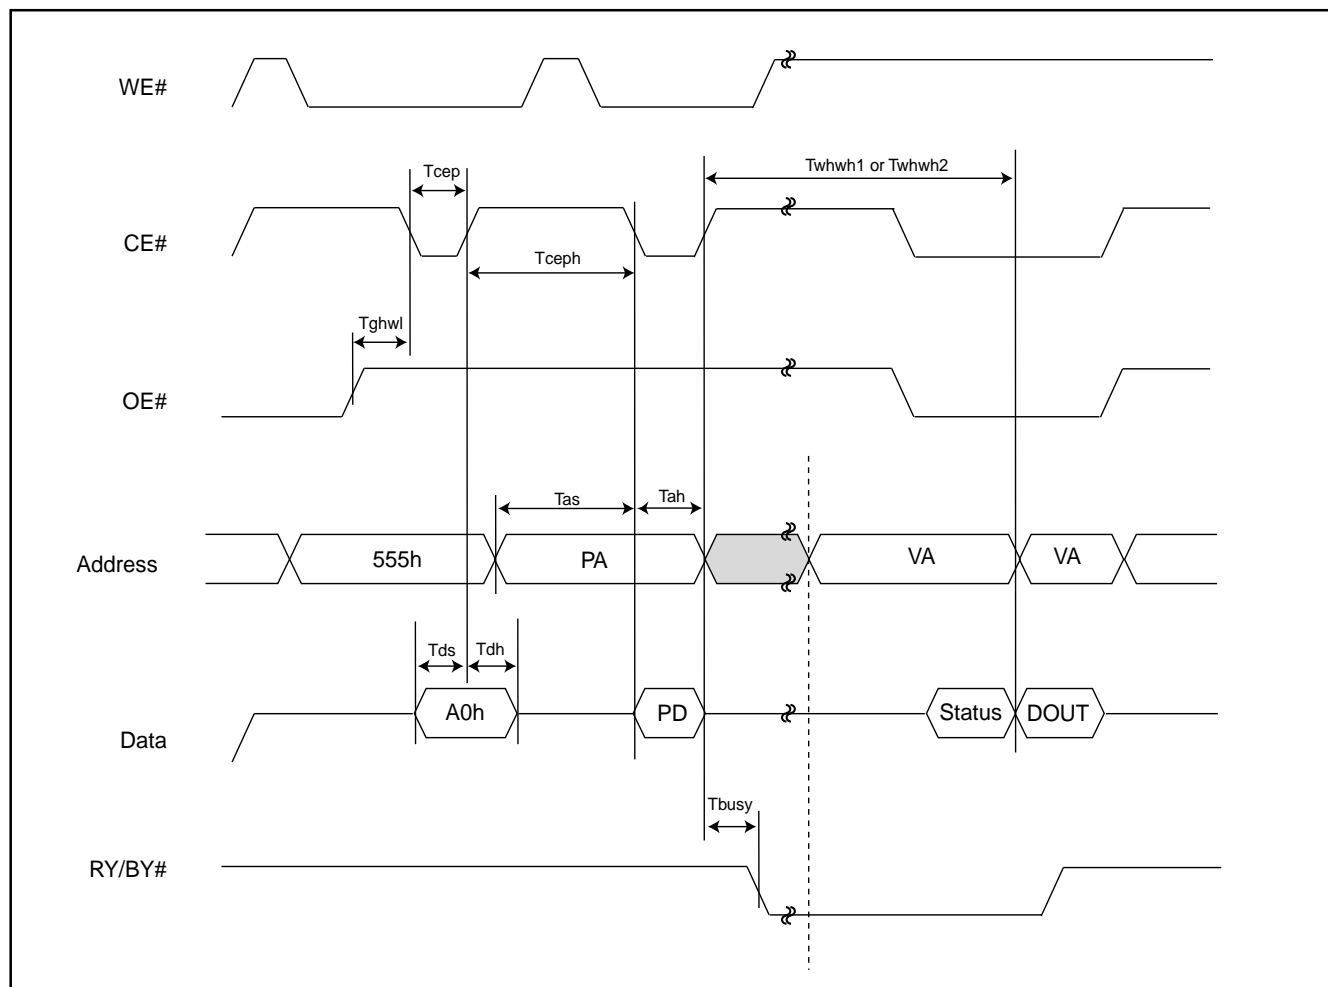 WE#
Twhwh1 or Twhwh2
Tcep
CE#
Tceph
Tghwl
OE#
Tas
Tah
Address
555h
PA
VA
VA
Tds
Tdh
A0h
PD
Status
DOUT
Data
Tbusy
RY/BY#